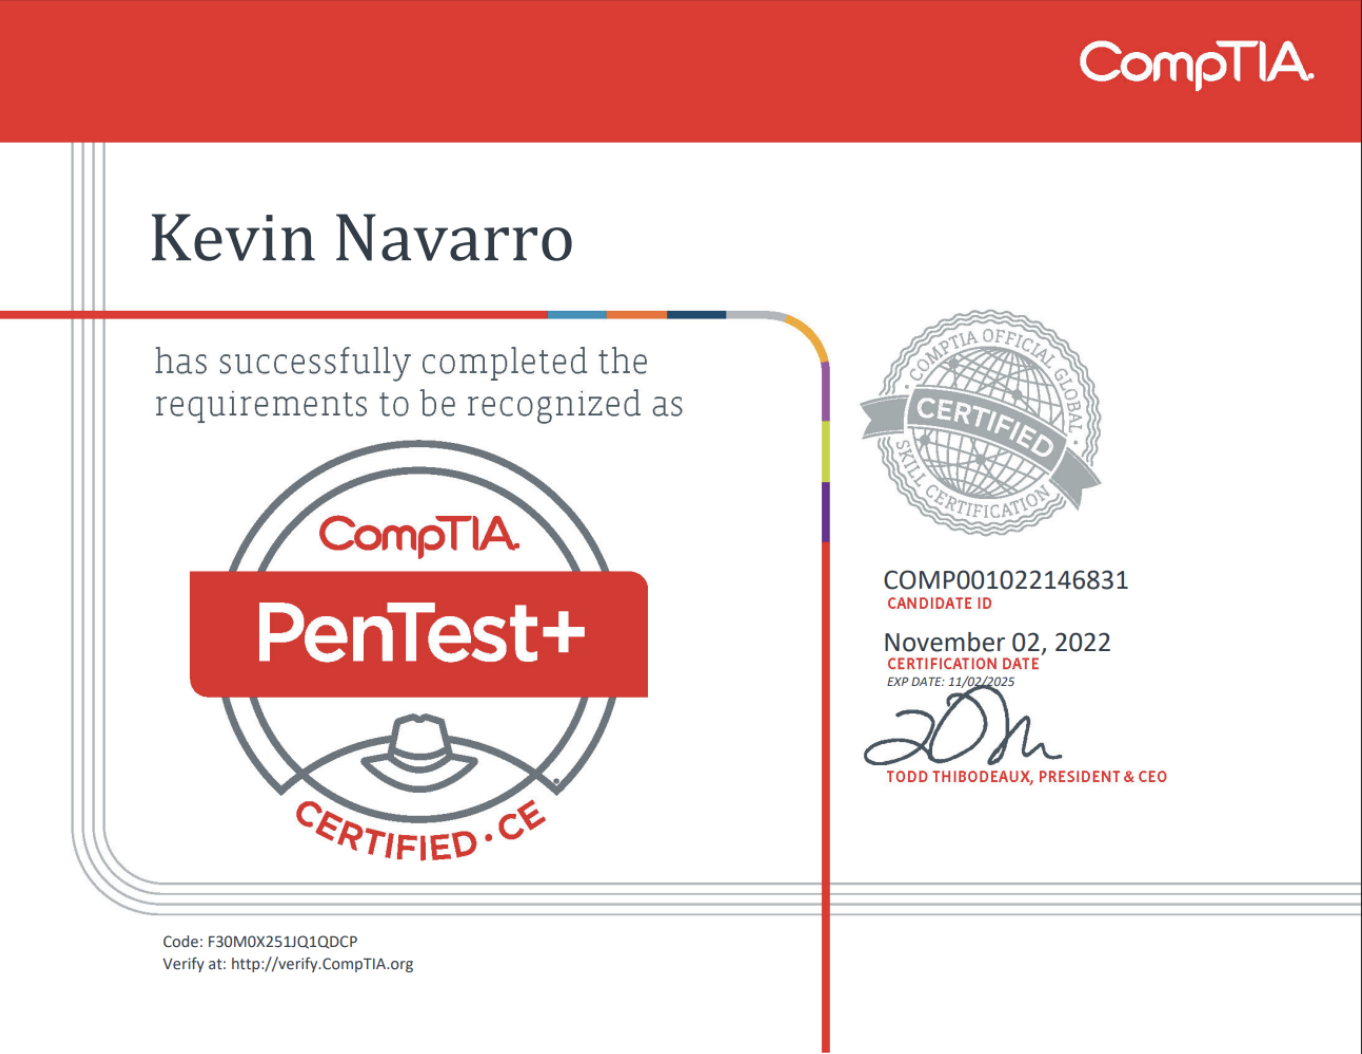 CompTIA.
Kevin Navarro
has successfully completed the
requirements to be recognized as
CompTIA.
PenTest+
CERTIFIED · CE
· COMPTIA OFFICIAL GLOBAL ·
CERTIFIED
SKILL CERTIFICATION
COMP001022146831
CANDIDATE ID
November 02, 2022
CERTIFICATION DATE
EXP DATE: 11/02/2025
TODD THIBODEAUX, PRESIDENT & CEO
Code: F30M0X251JQ1QDCP
Verify at: http://verify.CompTIA.org